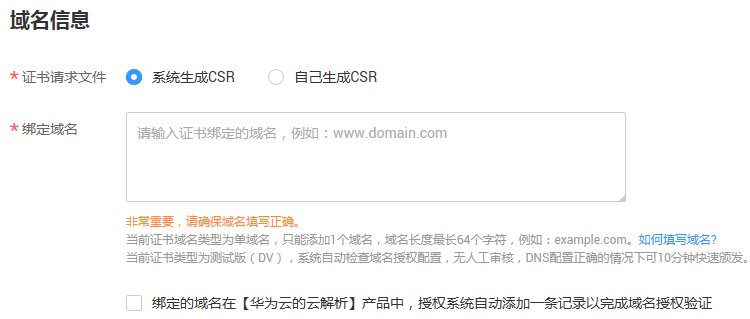 域名信息
* 证书请求文件 系统生成CSR 自己生成CSR
* 绑定域名 请输入证书绑定的域名，例如：www.domain.com
非常重要，请确保域名填写正确。
当前证书域名类型为单域名，只能添加1个域名，域名长度最长64个字符，例如：example.com。如何填写域名?
当前证书类型为测试版（DV），系统自动检查域名授权配置，无人工审核，DNS配置正确的情况下可10分钟快速颁发。
绑定的域名在【华为云的云解析】产品中，授权系统自动添加一条记录以完成域名授权验证